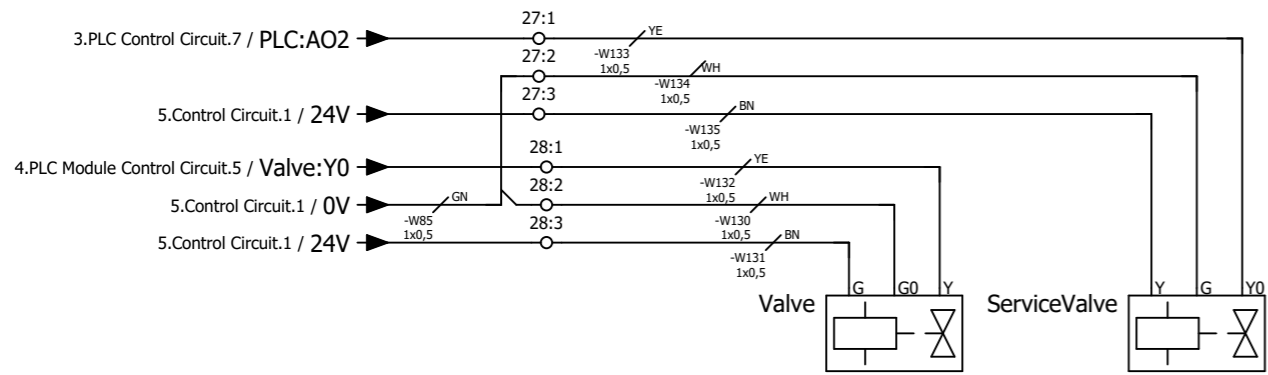 27:1
3.PLC Control Circuit.7 / PLC:AO2
YE
-W133
1x0,5
27:2
WH
-W134
1x0,5
27:3
5.Control Circuit.1 / 24V
BN
-W135
1x0,5
28:1
4.PLC Module Control Circuit.5 / Valve:Y0
YE
-W132
1x0,5
28:2
5.Control Circuit.1 / 0V
GN
-W85
1x0,5
WH
-W130
1x0,5
28:3
5.Control Circuit.1 / 24V
BN
-W131
1x0,5
Valve
G G0 Y
ServiceValve
Y G Y0